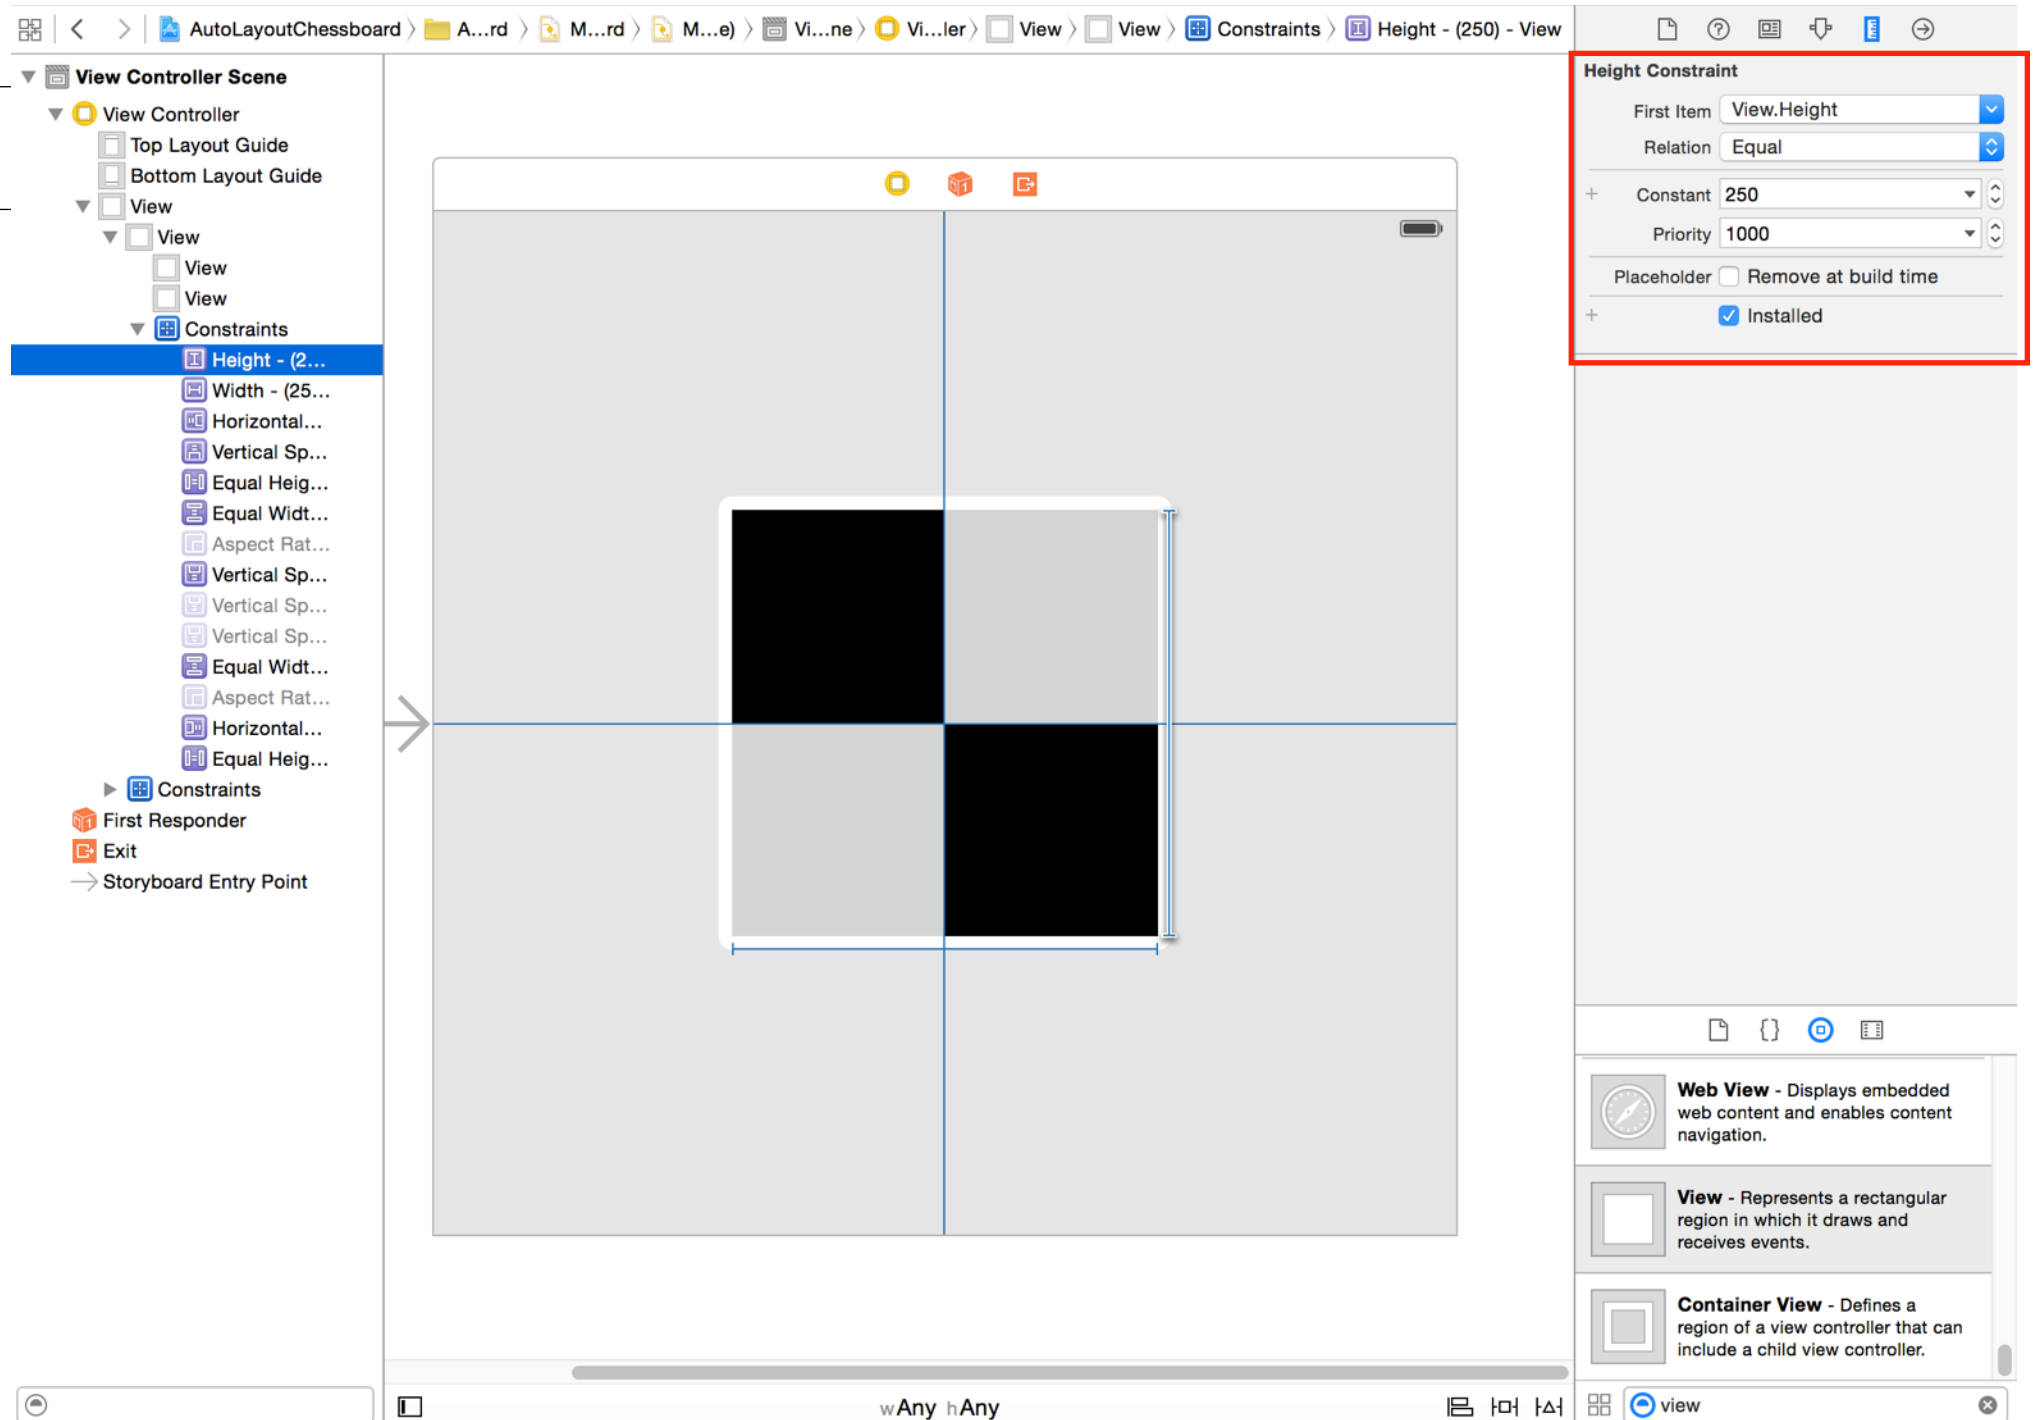 AutoLayoutChessboard A...rd M...rd M...e) Vi...ne Vi...ler View View Constraints Height - (250) - View
View Controller Scene
View Controller
Top Layout Guide
Bottom Layout Guide
View
View
View
View
Constraints
Height - (2...
Width - (25...
Horizontal...
Vertical Sp...
Equal Heig...
Equal Widt...
Aspect Rat...
Vertical Sp...
Vertical Sp...
Vertical Sp...
Equal Widt...
Aspect Rat...
Horizontal...
Equal Heig...
Constraints
First Responder
Exit
Storyboard Entry Point
wAny hAny
Height Constraint
First Item View.Height
Relation Equal
Constant 250
Priority 1000
Placeholder Remove at build time
Installed
Web View - Displays embedded
web content and enables content
navigation.
View - Represents a rectangular
region in which it draws and
receives events.
Container View - Defines a
region of a view controller that can
include a child view controller.
view